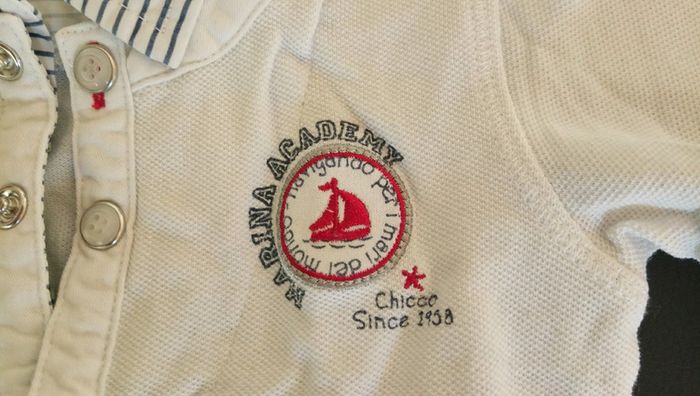 MARINA ACADEMY
navigando per i mari del mondo
Chicco
Since 1958